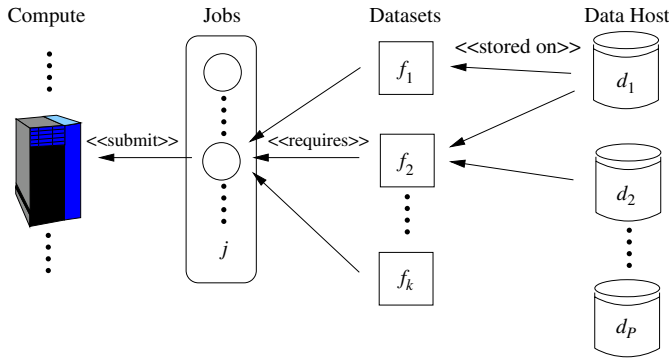 Compute
Jobs
Datasets
Data Host
<<stored on>>
f1
d1
<<submit>>
<<requires>>
f2
d2
j
fk
dP